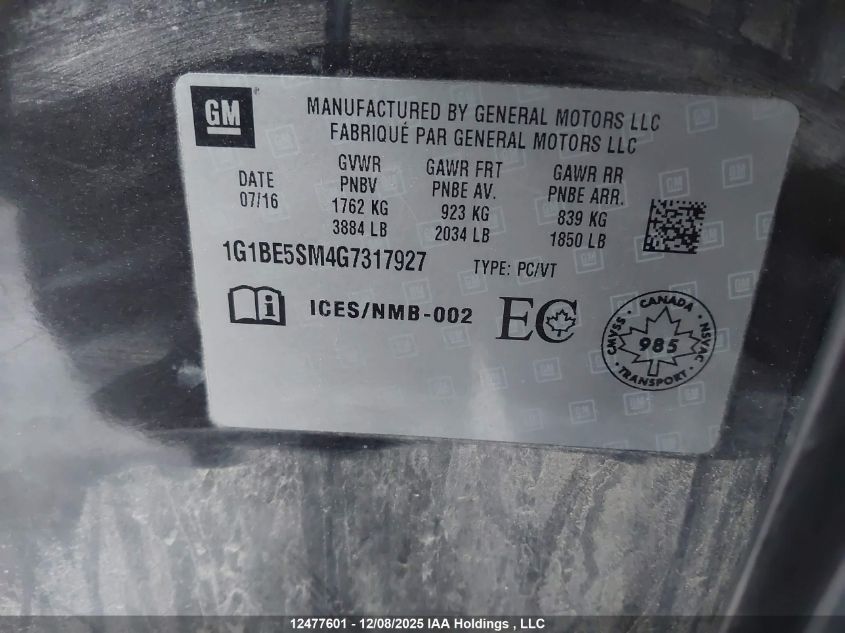 GM
MANUFACTURED BY GENERAL MOTORS LLC
FABRIQUÉ PAR GENERAL MOTORS LLC
DATE
07/16
GVWR
PNBV
1762 KG
3884 LB
GAWR FRT
PNBE AV.
923 KG
2034 LB
GAWR RR
PNBE ARR.
839 KG
1850 LB
1G1BE5SM4G7317927 TYPE: PC/VT
ICES/NMB-002 EC
CANADA
CMVSS 985 NSVAC
TRANSPORT
12477601 - 12/08/2025 IAA Holdings , LLC